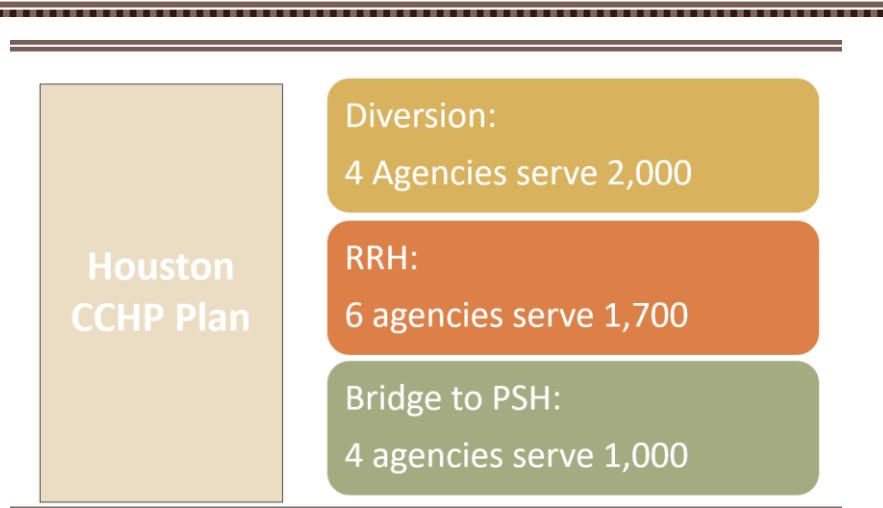 Houston
CCHP Plan
Diversion:
4 Agencies serve 2,000
RRH:
6 agencies serve 1,700
Bridge to PSH:
4 agencies serve 1,000